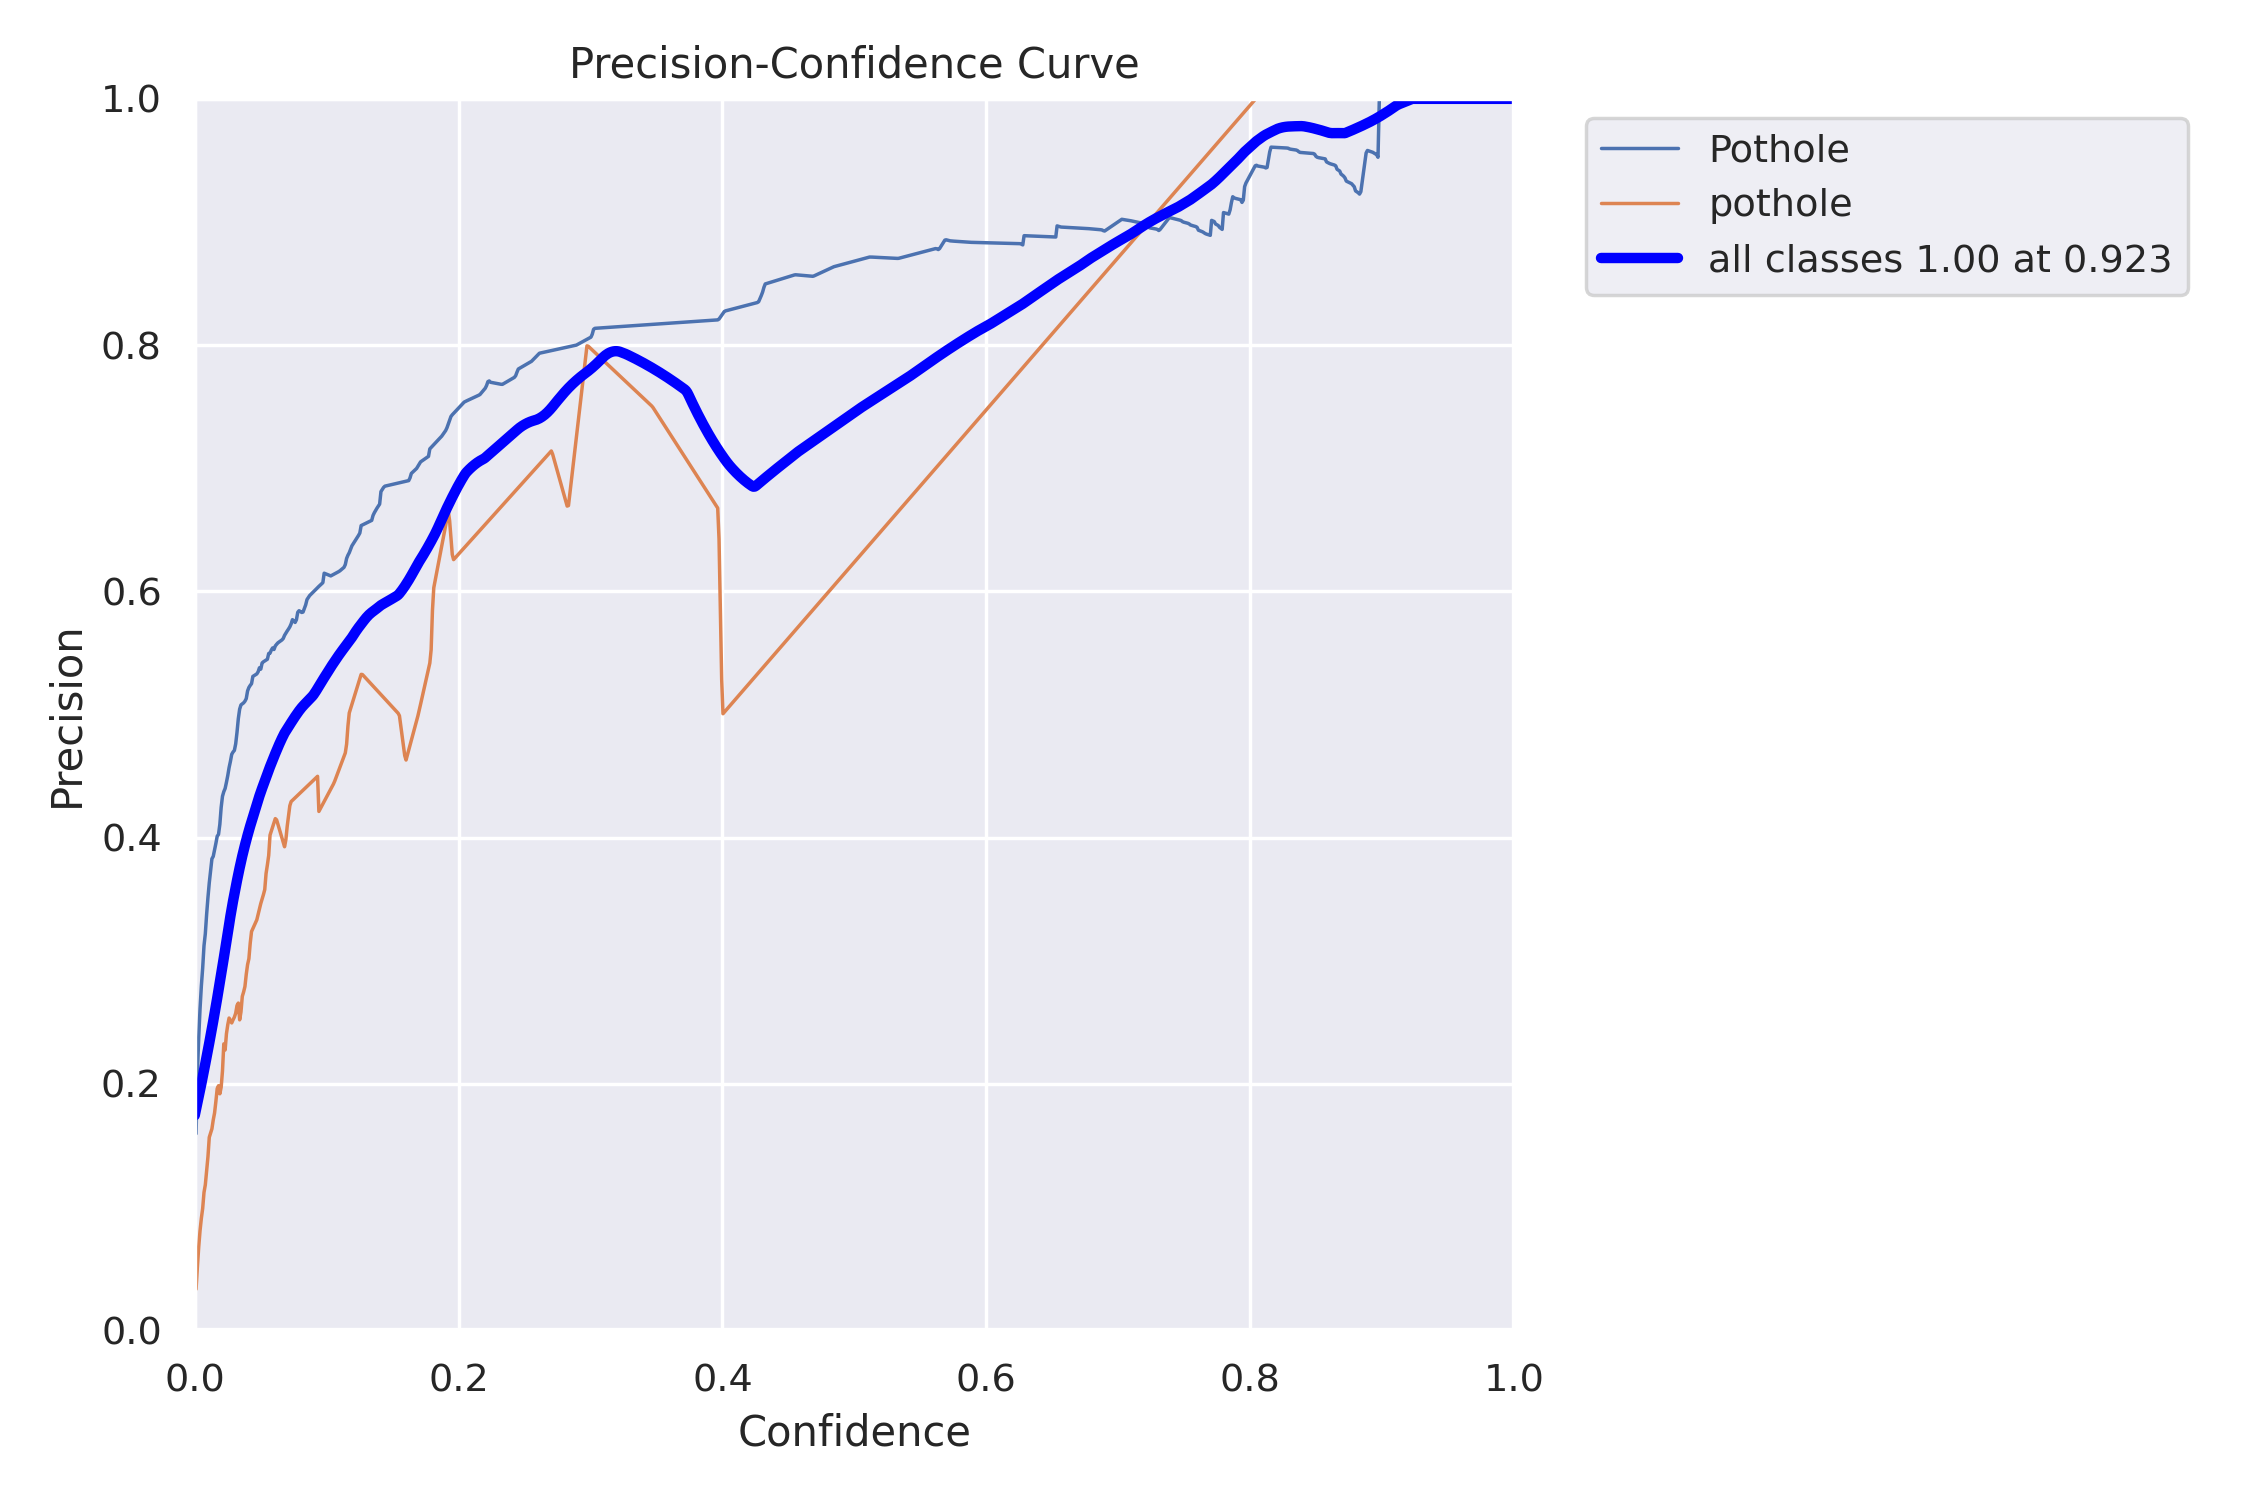 Precision-Confidence Curve
1.0
0.8
0.6
0.4
0.2
0.0
Precision
0.0 0.2 0.4 0.6 0.8 1.0
Confidence
Pothole
pothole
all classes 1.00 at 0.923